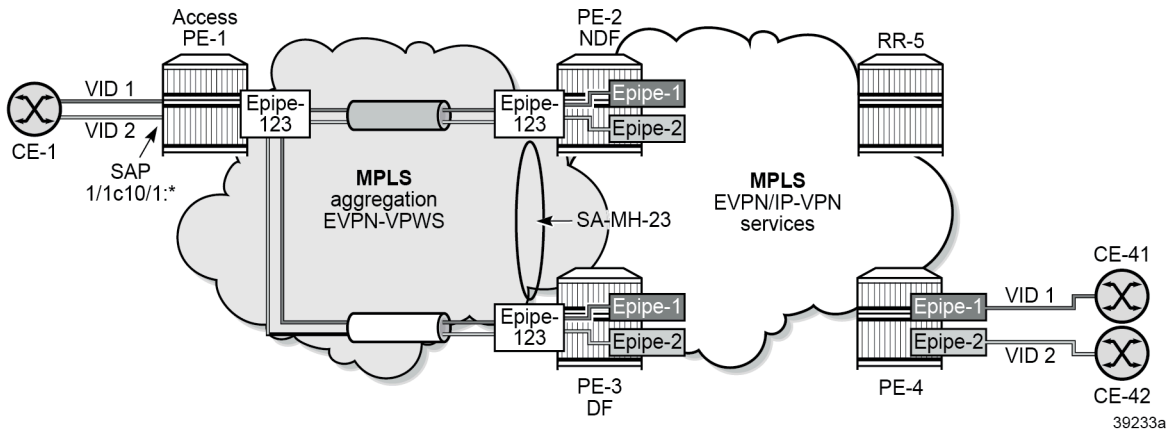 Access
PE-1
PE-2
NDF
RR-5
VID 1
VID 2
CE-1
SAP
1/1c10/1:*
Epipe-
123
Epipe-
123
Epipe-1
Epipe-2
MPLS
aggregation
EVPN-VPWS
SA-MH-23
MPLS
EVPN/IP-VPN
services
Epipe-
123
Epipe-1
Epipe-2
PE-3
DF
Epipe-1
Epipe-2
PE-4
VID 1
VID 2
CE-41
CE-42
39233a